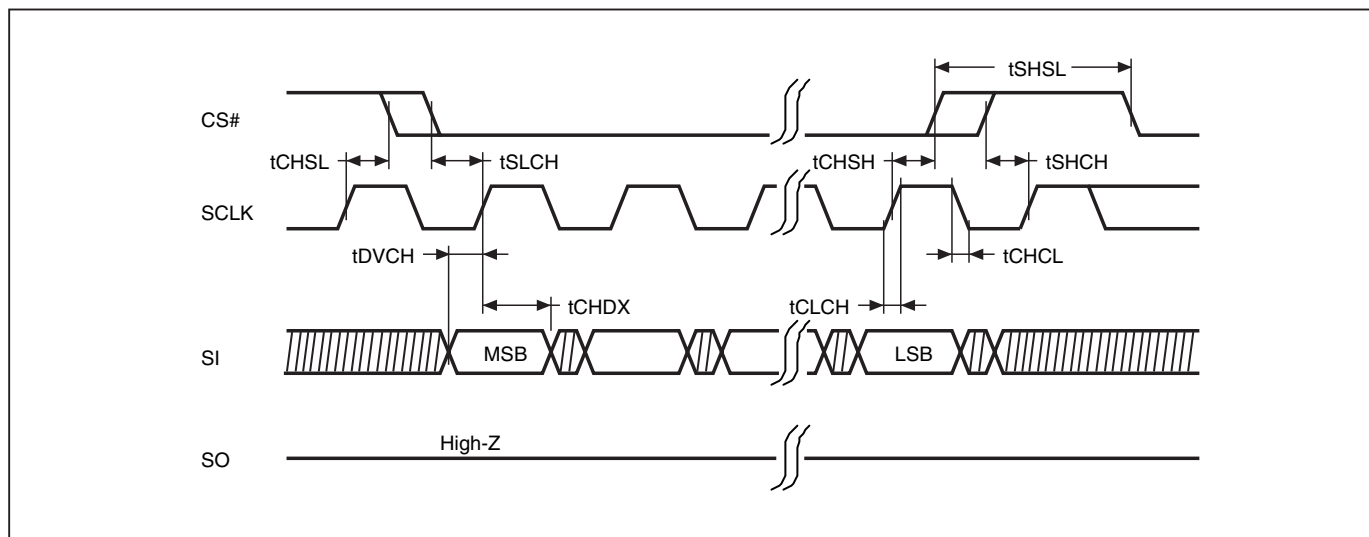 tSHSL
CS#
tCHSL
tSLCH
tCHSH
tSHCH
SCLK
tDVCH
tCHCL
tCHDX
tCLCH
SI
MSB
LSB
High-Z
SO